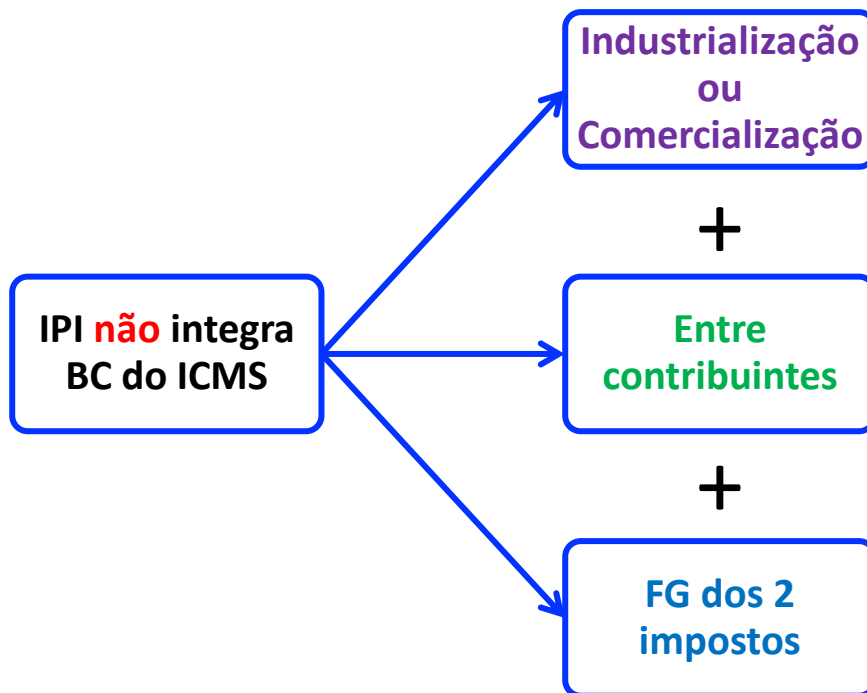 Industrialização
ou
Comercialização
+
IPI não integra
BC do ICMS
Entre
contribuintes
+
FG dos 2
impostos